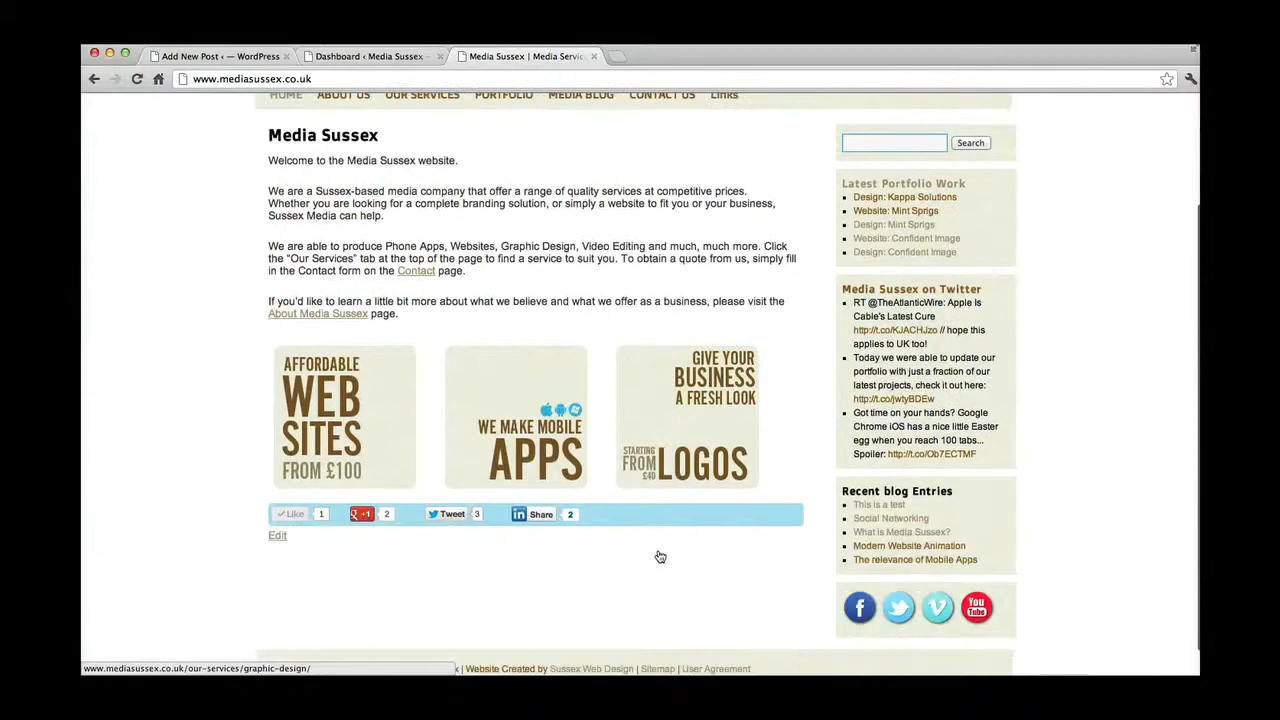 Add New Post ‹ — WordPress
Dashboard ‹ Media Sussex -
Media Sussex | Media Servic
www.mediasussex.co.uk
HOME ABOUT US OUR SERVICES PORTFOLIO MEDIA BLOG CONTACT US Links
Media Sussex
Welcome to the Media Sussex website.
We are a Sussex-based media company that offer a range of quality services at competitive prices.
Whether you are looking for a complete branding solution, or simply a website to fit you or your business,
Sussex Media can help.
We are able to produce Phone Apps, Websites, Graphic Design, Video Editing and much, much more. Click
the "Our Services" tab at the top of the page to find a service to suit you. To obtain a quote from us, simply fill
in the Contact form on the Contact page.
If you'd like to learn a little bit more about what we believe and what we offer as a business, please visit the
About Media Sussex page.
AFFORDABLE
WEB
SITES
FROM £100
WE MAKE MOBILE
APPS
GIVE YOUR
BUSINESS
A FRESH LOOK
STARTING
FROM
£40
LOGOS
Like 1
g +1 2
Tweet 3
in Share 2
Edit
Search
Latest Portfolio Work
Design: Kappa Solutions
Website: Mint Sprigs
Design: Mint Sprigs
Website: Confident Image
Design: Confident Image
Media Sussex on Twitter
RT @TheAtlanticWire: Apple Is
Cable's Latest Cure
http://t.co/KJACHJzo // hope this
applies to UK too!
Today we were able to update our
portfolio with just a fraction of our
latest projects, check it out here:
http://t.co/jwtyBDEw
Got time on your hands? Google
Chrome iOS has a nice little Easter
egg when you reach 100 tabs...
Spoiler: http://t.co/Ob7ECTMF
Recent blog Entries
This is a test
Social Networking
What is Media Sussex?
Modern Website Animation
The relevance of Mobile Apps
f
v
You
Tube
www.mediasussex.co.uk/our-services/graphic-design/
x | Website Created by Sussex Web Design | Sitemap | User Agreement